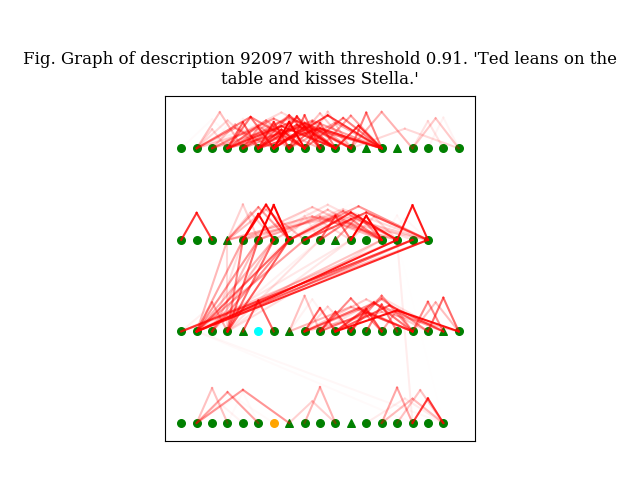 Fig. Graph of description 92097 with threshold 0.91. 'Ted leans on the
table and kisses Stella.'